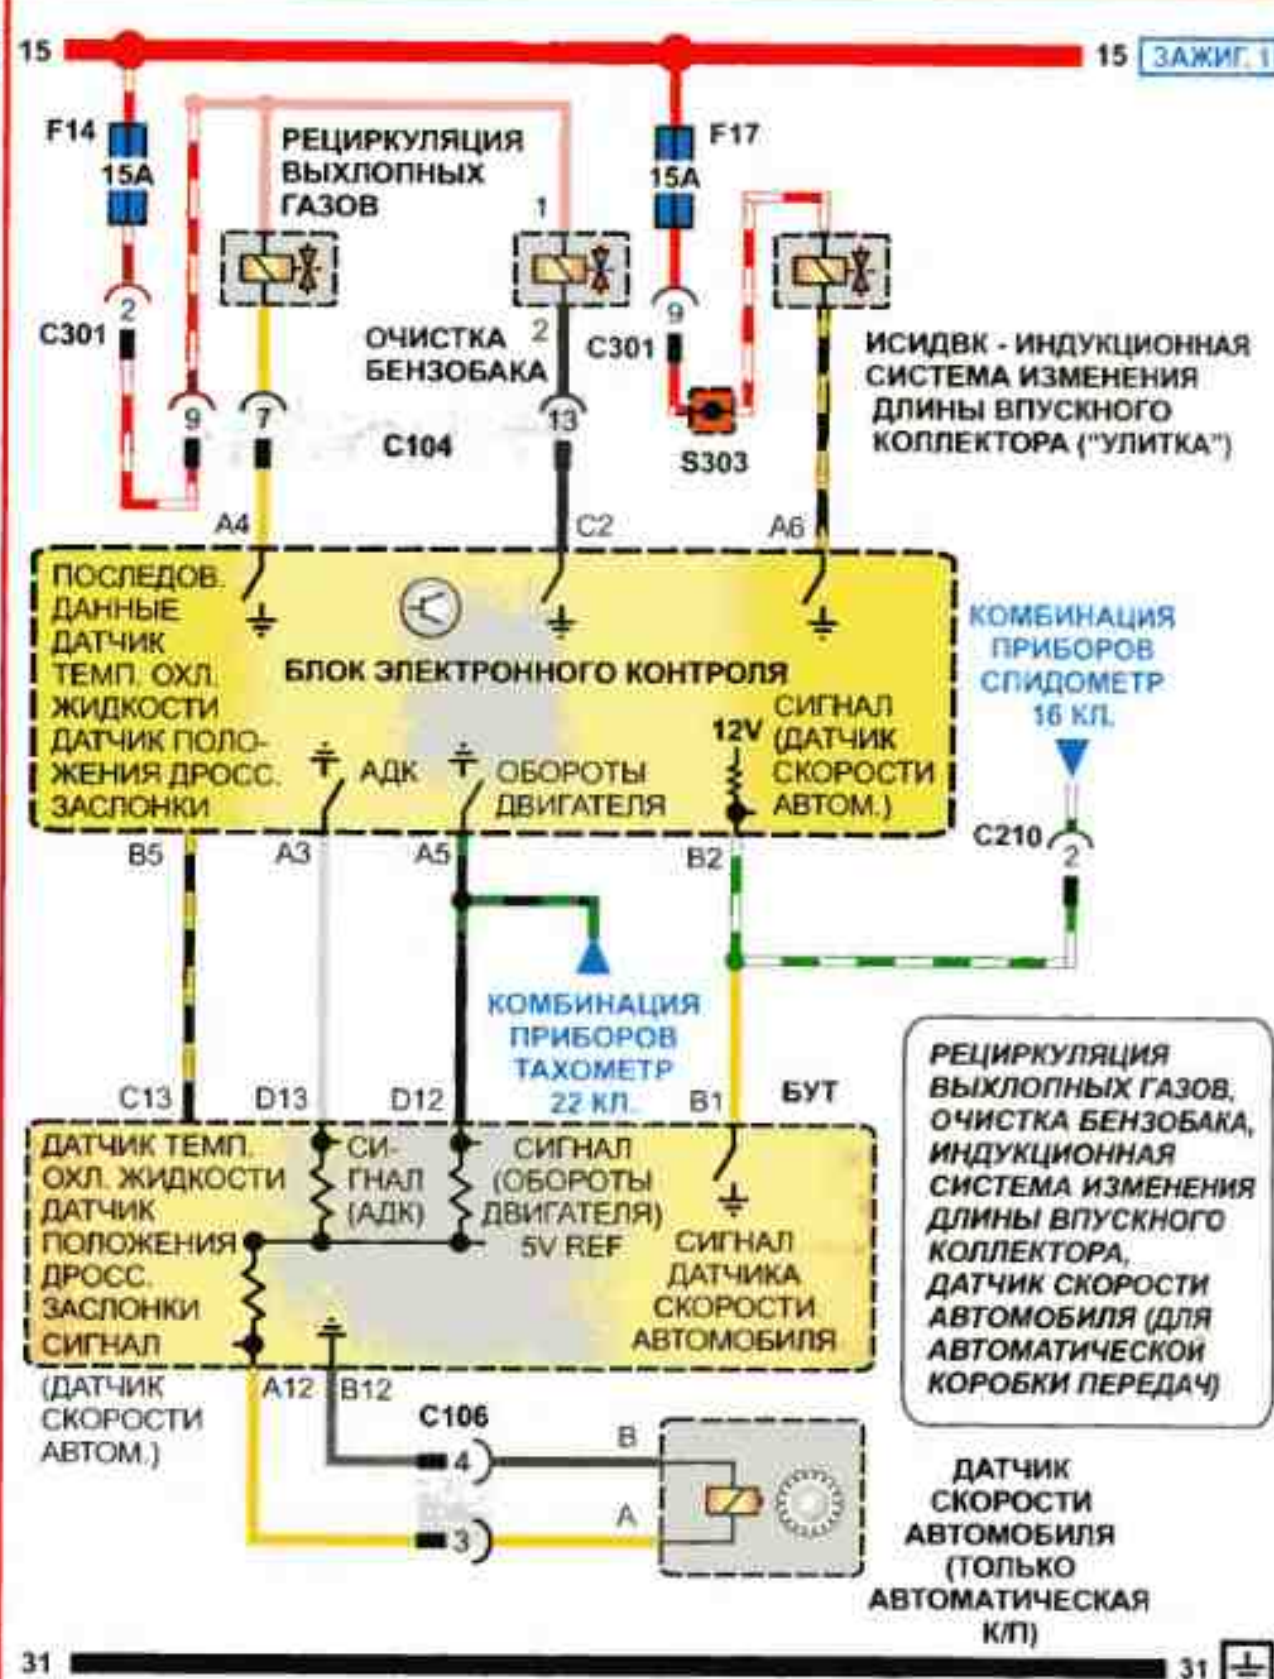 15
15 ЗАЖИГ. 1
F14
15A
РЕЦИРКУЛЯЦИЯ
ВЫХЛОПНЫХ
ГАЗОВ
1
F17
15A
2
C301
9
7
ОЧИСТКА
БЕНЗОБАКА
2
13
C104
9
C301
S303
ИСИДВК - ИНДУКЦИОННАЯ
СИСТЕМА ИЗМЕНЕНИЯ
ДЛИНЫ ВПУСКНОГО
КОЛЛЕКТОРА ("УЛИТКА")
A4
C2
A6
ПОСЛЕДОВ.
ДАННЫЕ
ДАТЧИК
ТЕМП. ОХЛ.
ЖИДКОСТИ
ДАТЧИК ПОЛО-
ЖЕНИЯ ДРОСС.
ЗАСЛОНКИ
БЛОК ЭЛЕКТРОННОГО КОНТРОЛЯ
АДК
ОБОРОТЫ
ДВИГАТЕЛЯ
12V
СИГНАЛ
(ДАТЧИК
СКОРОСТИ
АВТОМ.)
КОМБИНАЦИЯ
ПРИБОРОВ
СПИДОМЕТР
16 КЛ.
C210
2
B5
A3
A5
B2
КОМБИНАЦИЯ
ПРИБОРОВ
ТАХОМЕТР
22 КЛ.
C13
D13
D12
B1
БУТ
ДАТЧИК ТЕМП.
ОХЛ. ЖИДКОСТИ
ДАТЧИК
ПОЛОЖЕНИЯ
ДРОСС.
ЗАСЛОНКИ
СИГНАЛ
(ДАТЧИК
СКОРОСТИ
АВТОМ.)
СИ-
ГНАЛ
(АДК)
СИГНАЛ
(ОБОРОТЫ
ДВИГАТЕЛЯ)
5V REF
СИГНАЛ
ДАТЧИКА
СКОРОСТИ
АВТОМОБИЛЯ
РЕЦИРКУЛЯЦИЯ
ВЫХЛОПНЫХ ГАЗОВ,
ОЧИСТКА БЕНЗОБАКА,
ИНДУКЦИОННАЯ
СИСТЕМА ИЗМЕНЕНИЯ
ДЛИНЫ ВПУСКНОГО
КОЛЛЕКТОРА,
ДАТЧИК СКОРОСТИ
АВТОМОБИЛЯ (ДЛЯ
АВТОМАТИЧЕСКОЙ
КОРОБКИ ПЕРЕДАЧ)
A12
B12
C106
4
3
B
A
ДАТЧИК
СКОРОСТИ
АВТОМОБИЛЯ
(ТОЛЬКО
АВТОМАТИЧЕСКАЯ
К/П)
31
31